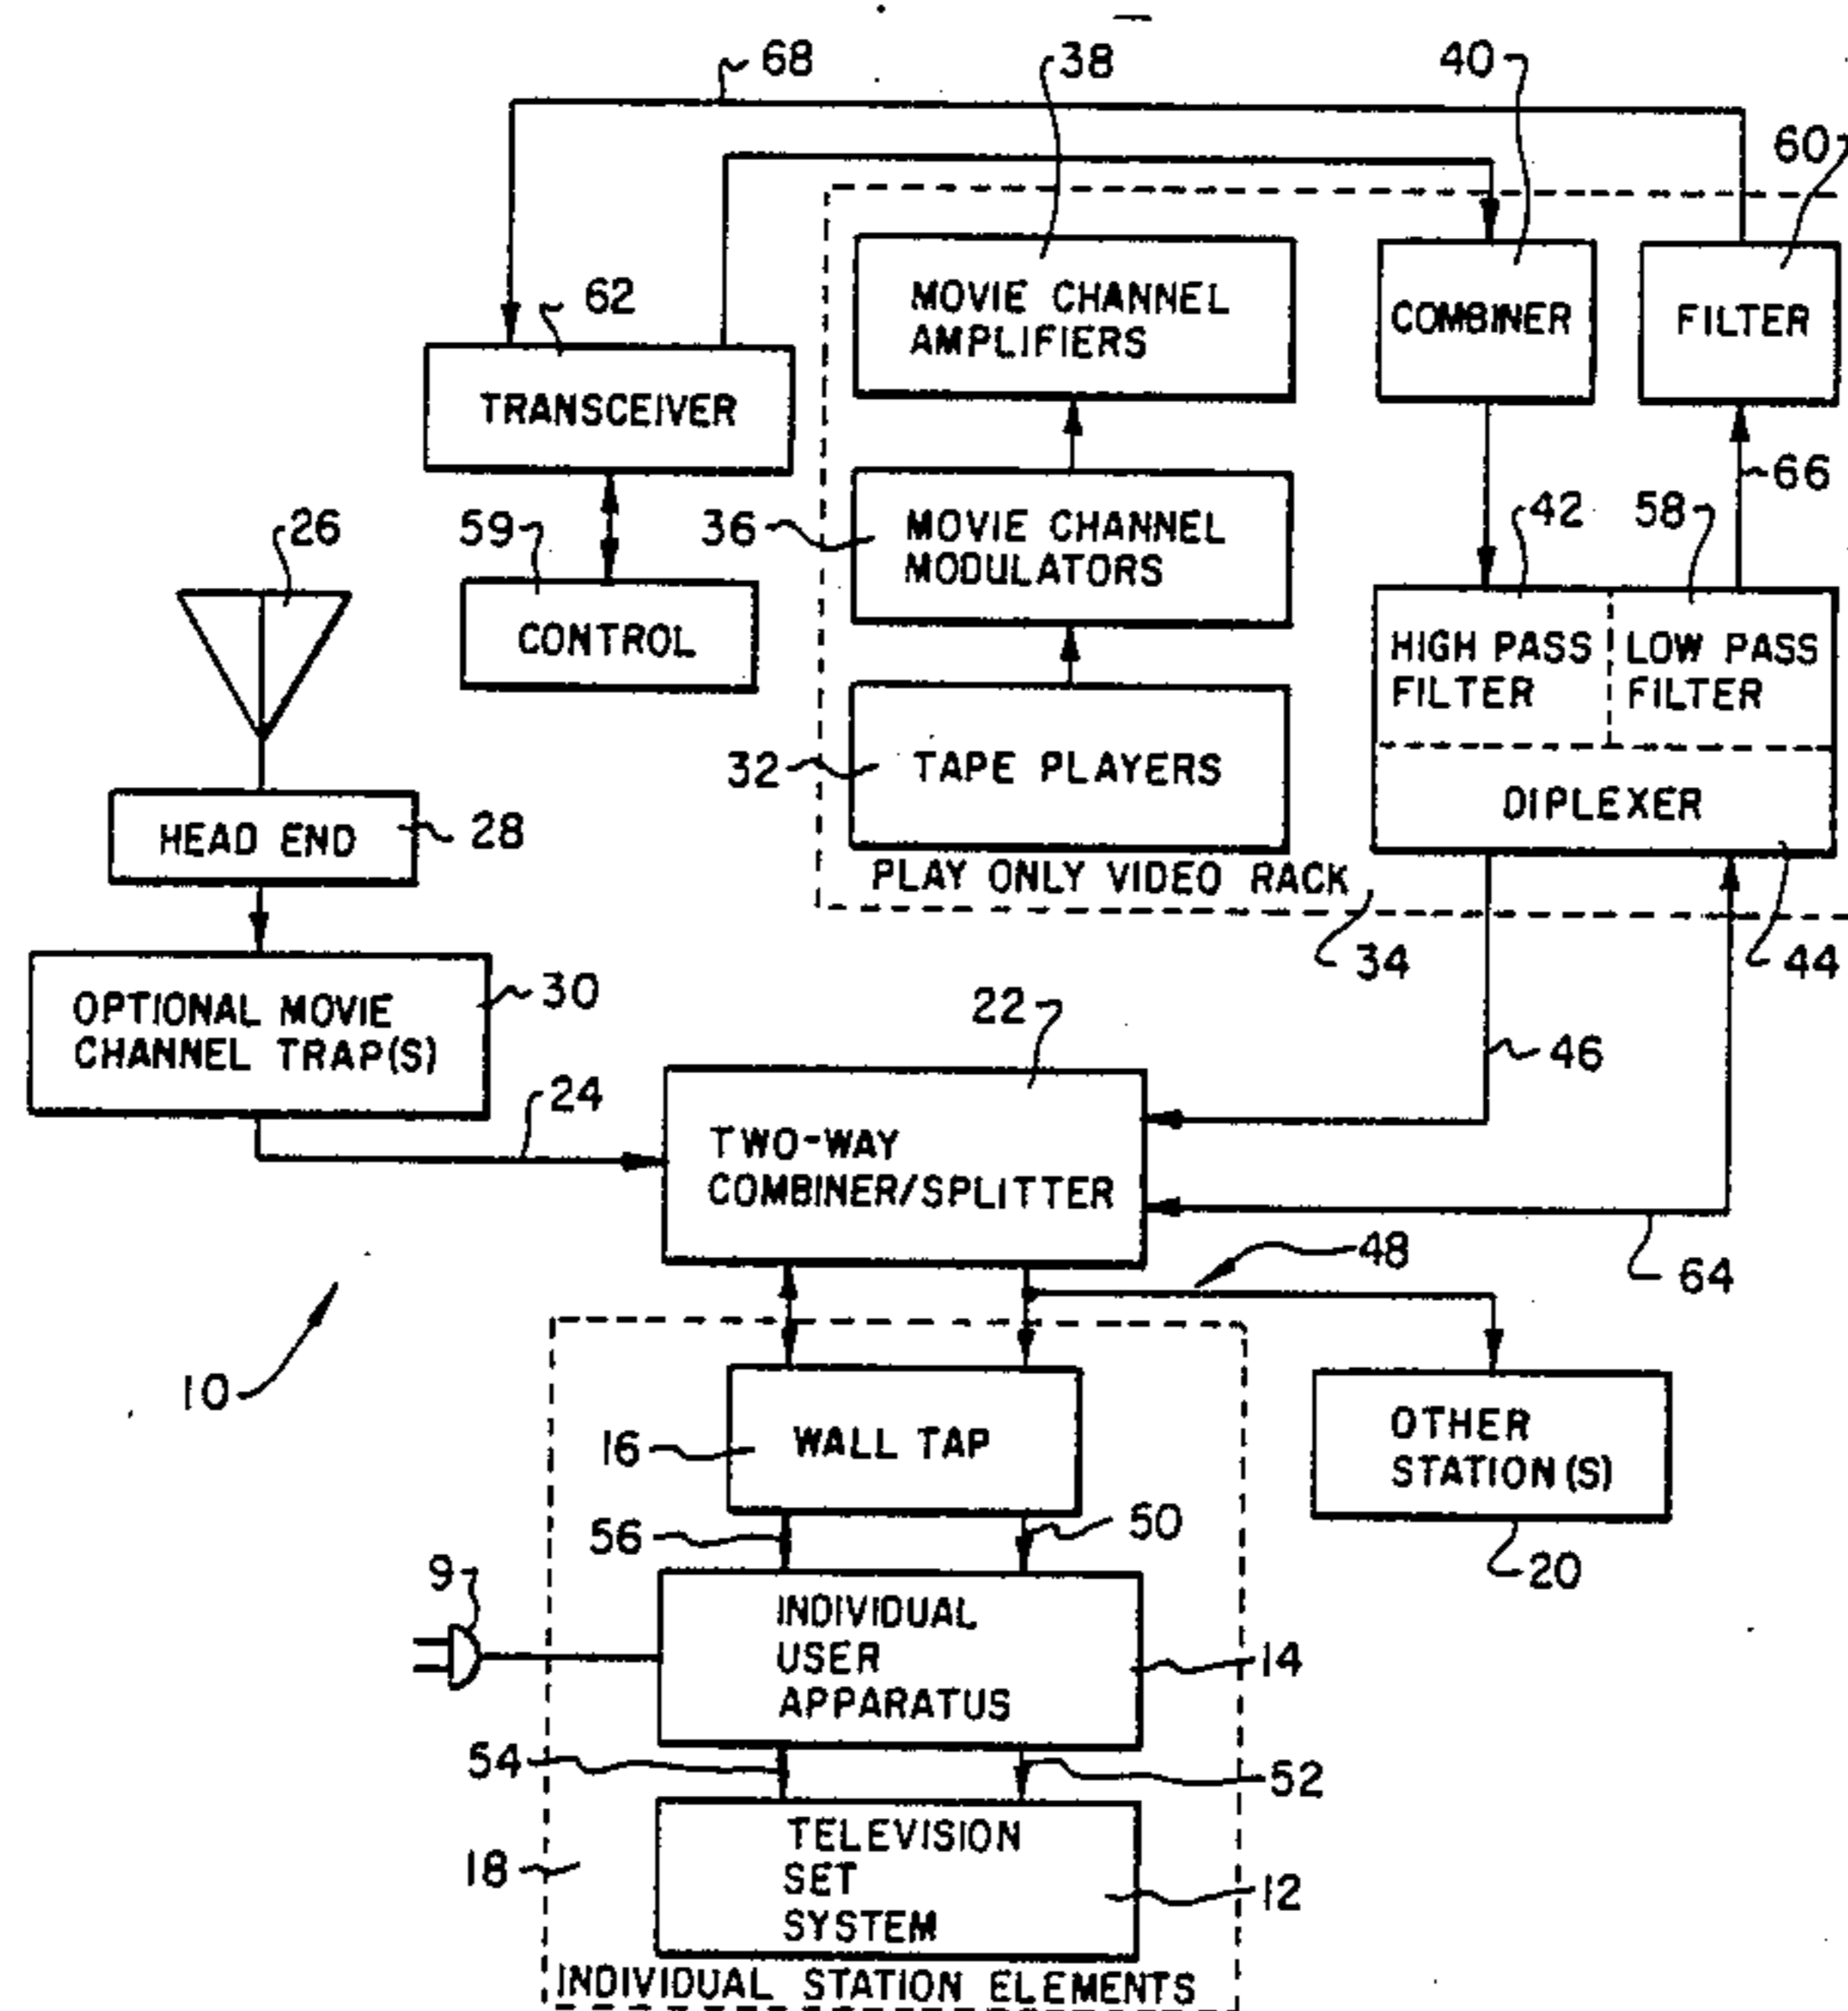 68
38
40
60
MOVIE CHANNEL
AMPLIFIERS
COMBINER
FILTER
62
TRANSCEIVER
66
26
59
36
MOVIE CHANNEL
MODULATORS
42
58
CONTROL
HIGH PASS
FILTER
LOW PASS
FILTER
32
TAPE PLAYERS
DIPLEXER
HEAD END
28
PLAY ONLY VIDEO RACK
34
44
OPTIONAL MOVIE
CHANNEL TRAP(S)
30
22
46
24
TWO-WAY
COMBINER/SPLITTER
48
64
10
16
WALL TAP
OTHER
STATION(S)
56
50
20
9
INDIVIDUAL
USER
APPARATUS
14
54
52
TELEVISION
SET
SYSTEM
18
12
INDIVIDUAL STATION ELEMENTS